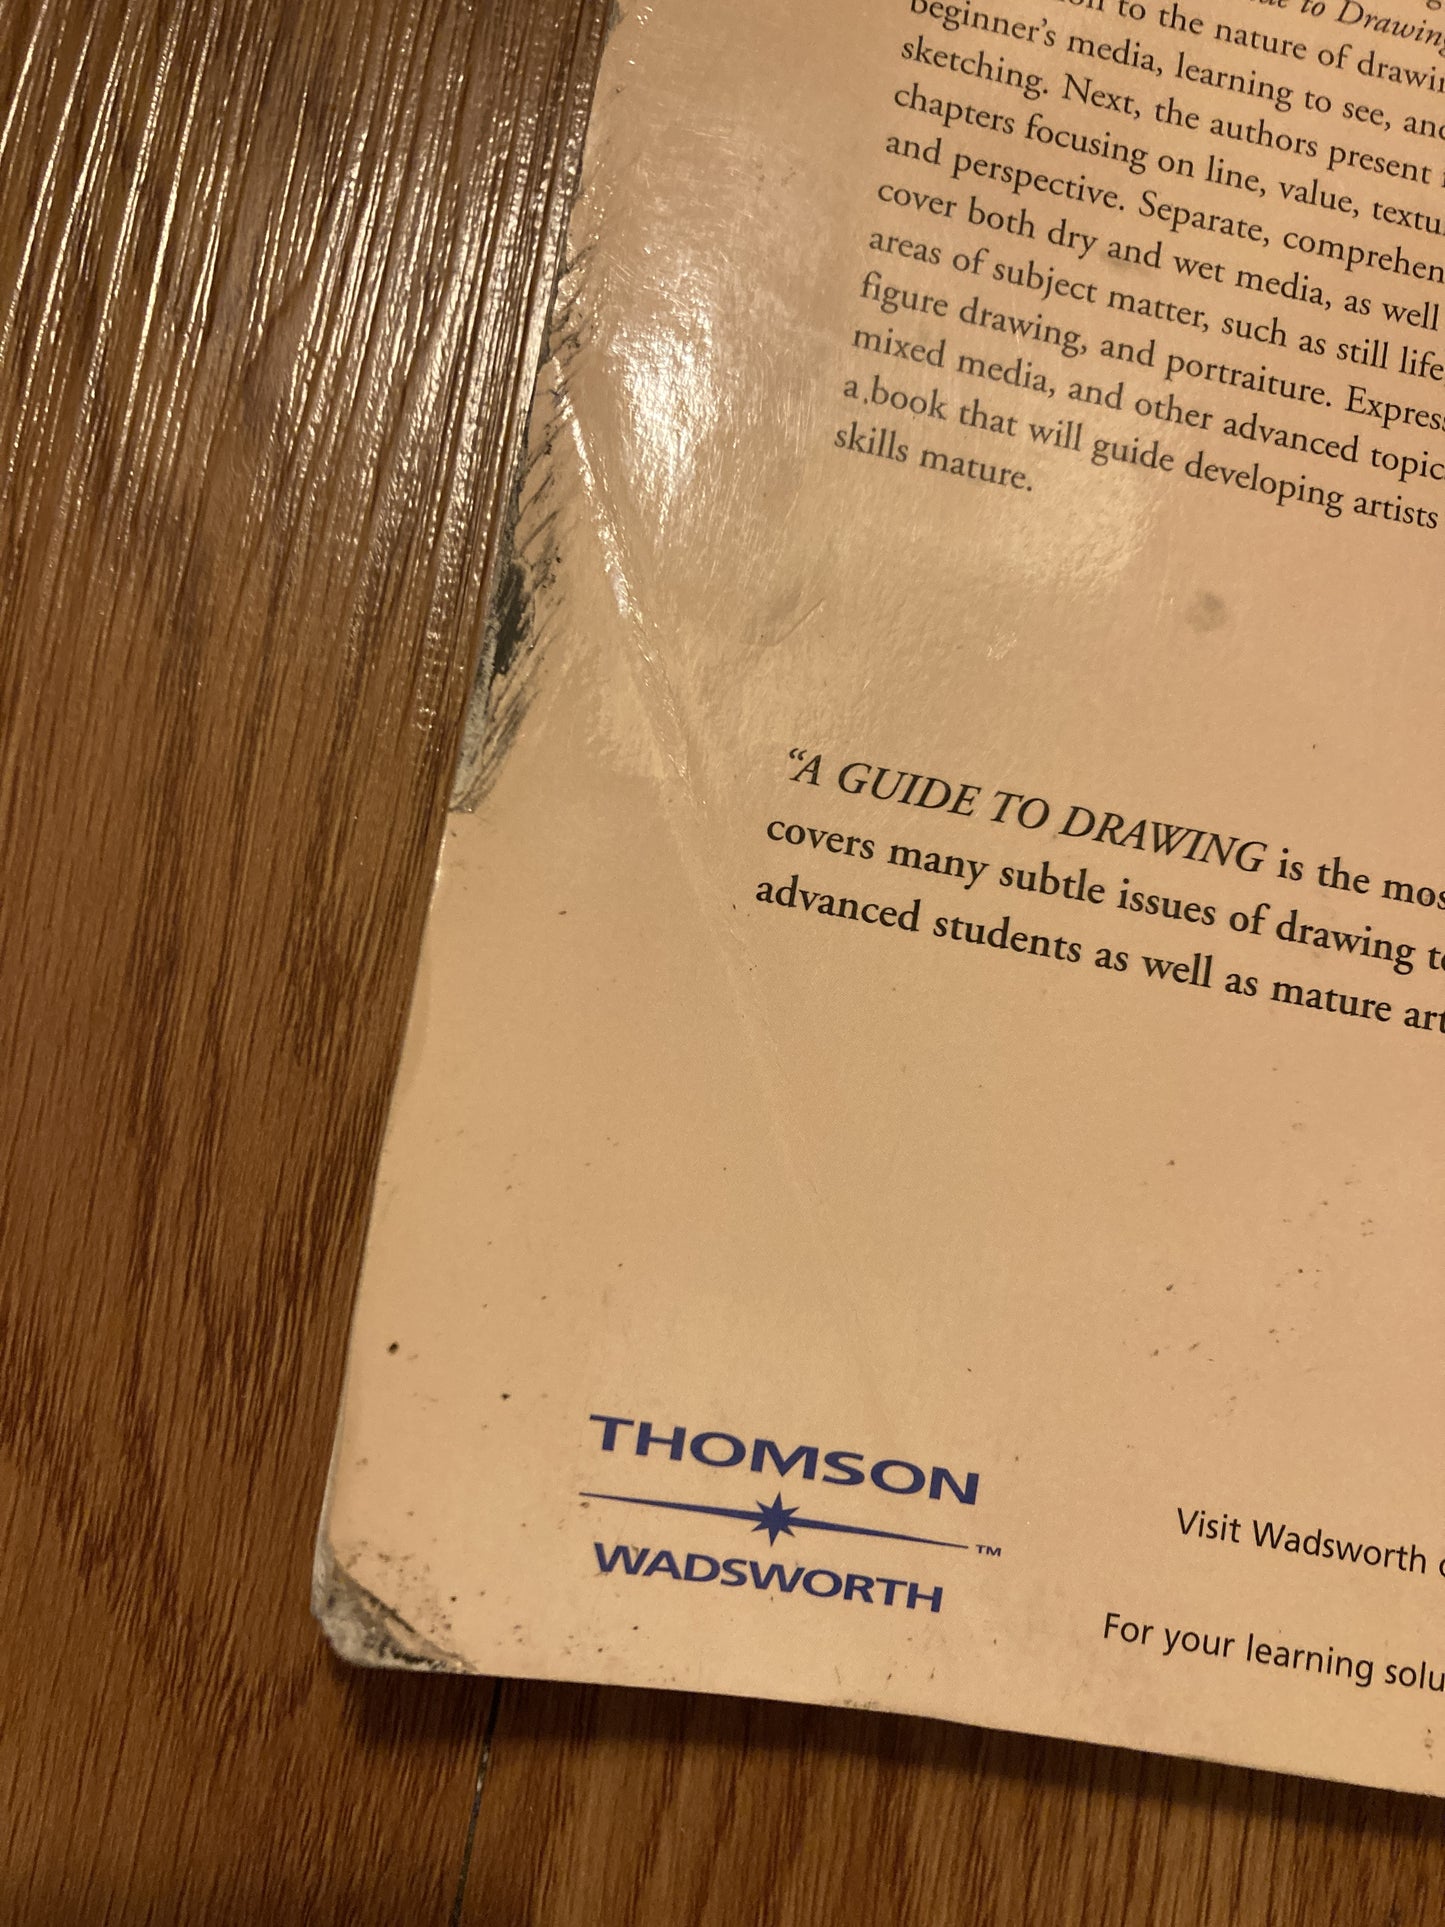 to Drawing
to the nature of drawin
beginner's media, learning to see, and
sketching. Next, the authors present
chapters focusing on line, value, textu
and perspective. Separate, comprehen
cover both dry and wet media, as well
areas of subject matter, such as still life
figure drawing, and portraiture. Express
mixed media, and other advanced topic
a book that will guide developing artists
skills mature.
"A GUIDE TO DRAWING is the mos
covers many subtle issues of drawing to
advanced students as well as mature art
THOMSON
WADSWORTH™
Visit Wadsworth o
For your learning solu